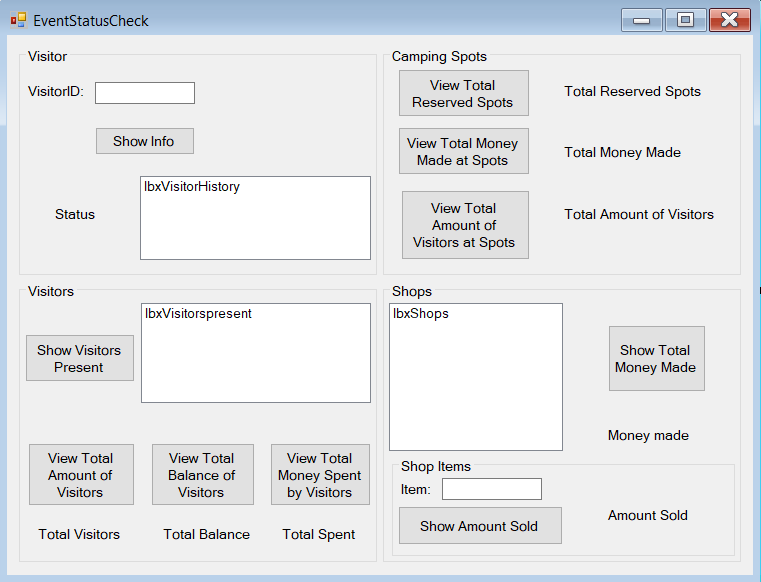 EventStatusCheck
Visitor
VisitorID:
Show Info
Status
lbxVisitorHistory
Camping Spots
View Total
Reserved Spots
Total Reserved Spots
View Total Money
Made at Spots
Total Money Made
View Total
Amount of
Visitors at Spots
Total Amount of Visitors
Visitors
lbxVisitorspresent
Show Visitors
Present
View Total
Amount of
Visitors
View Total
Balance of
Visitors
View Total
Money Spent
by Visitors
Total Visitors
Total Balance
Total Spent
Shops
lbxShops
Show Total
Money Made
Money made
Shop Items
Item:
Show Amount Sold
Amount Sold